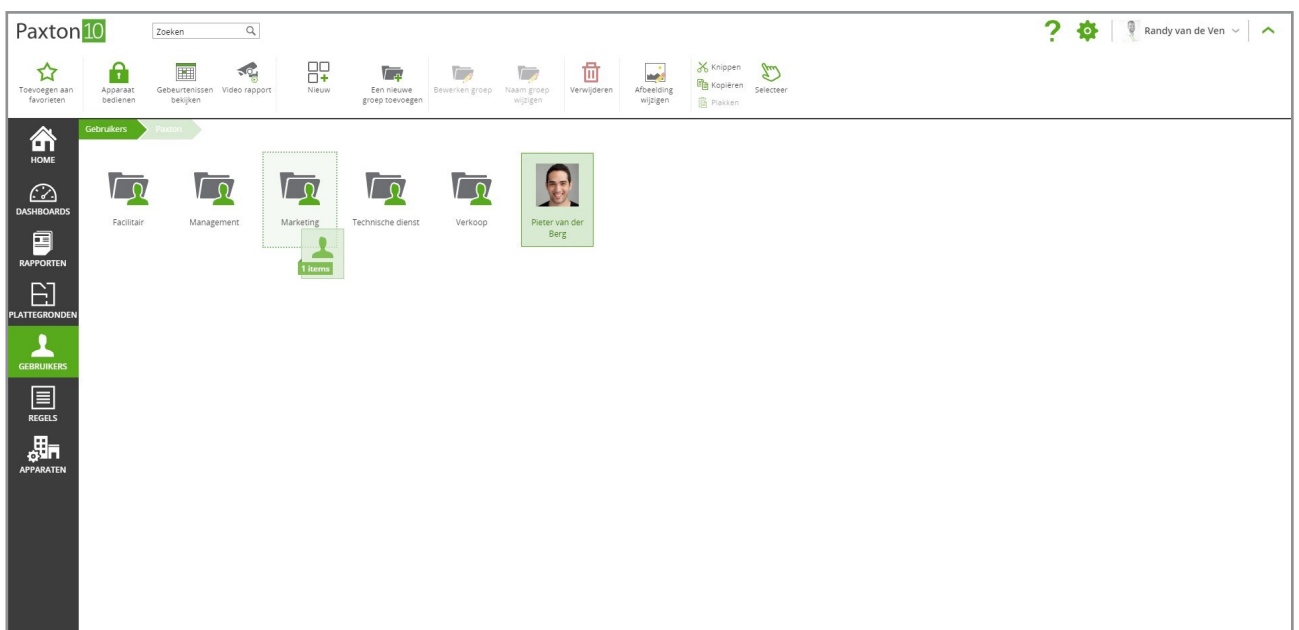 Paxton 10
Zoeken
Randy van de Ven
Toevoegen aan
favorieten
Apparaat
bedienen
Gebeurtenissen
bekijken
Video rapport
Nieuw
Een nieuwe
groep toevoegen
Bewerken groep
Naam groep
wijzigen
Verwijderen
Afbeelding
wijzigen
Knippen
Kopiëren
Plakken
Selecteer
Gebruikers
Paxton
HOME
DASHBOARDS
RAPPORTEN
PLATTEGRONDEN
GEBRUIKERS
REGELS
APPARATEN
Facilitair
Management
Marketing
Technische dienst
Verkoop
Pieter van der
Berg
1 items